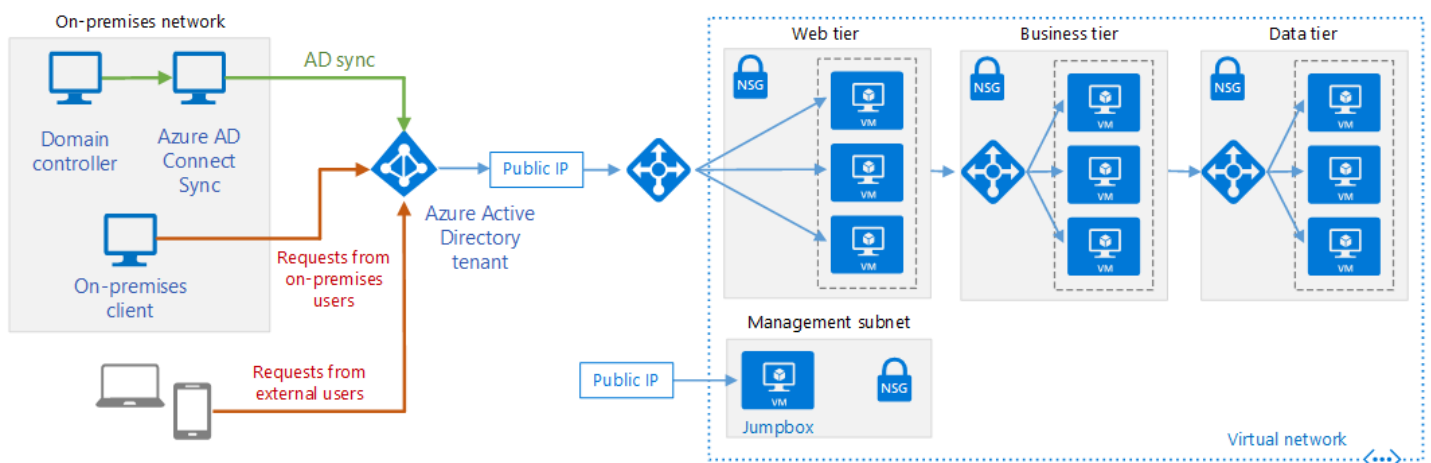 On-premises network
Domain
controller
Azure AD
Connect
Sync
On-premises
client
AD sync
Requests from
on-premises
users
Requests from
external users
Azure Active
Directory
tenant
Public IP
Web tier
NSG
VM
VM
VM
Business tier
NSG
VM
VM
VM
Data tier
NSG
VM
VM
VM
Management subnet
Public IP
VM
Jumpbox
NSG
Virtual network